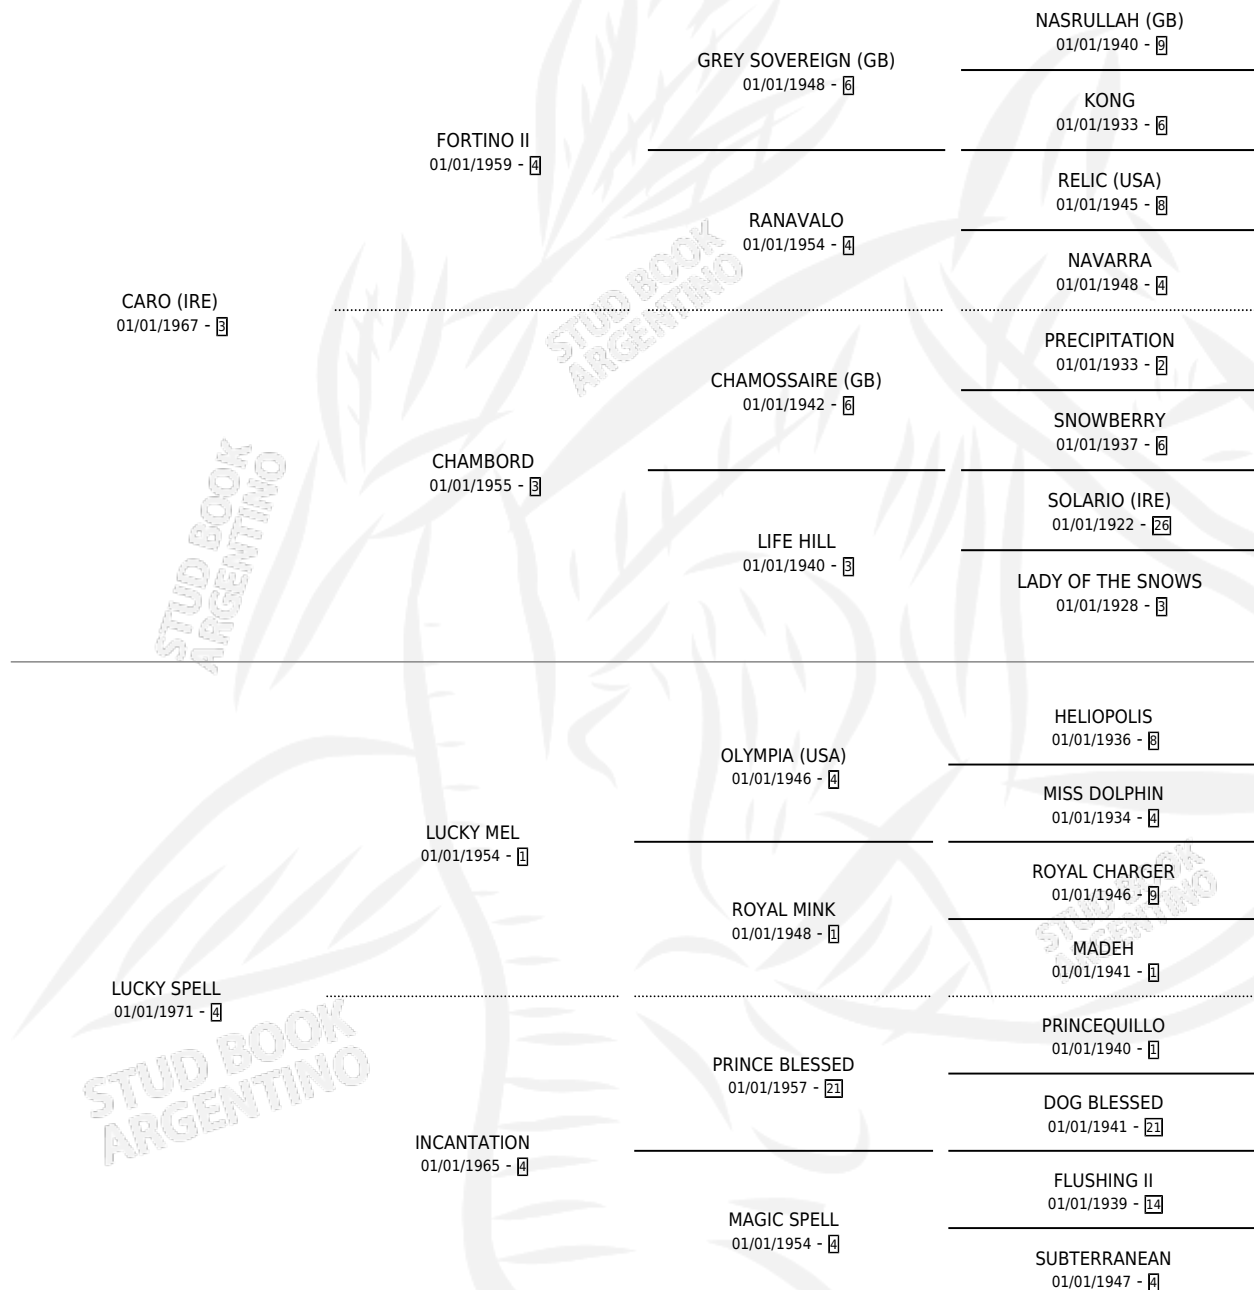 NASRULLAH (GB)
01/01/1940 - 9
GREY SOVEREIGN (GB)
01/01/1948 - 6
KONG
01/01/1933 - 6
FORTINO II
01/01/1959 - 4
RELIC (USA)
01/01/1945 - 8
RANAVALO
01/01/1954 - 4
NAVARRA
01/01/1948 - 4
CARO (IRE)
01/01/1967 - 3
PRECIPITATION
01/01/1933 - 2
CHAMOSSAIRE (GB)
01/01/1942 - 6
SNOWBERRY
01/01/1937 - 6
CHAMBORD
01/01/1955 - 3
SOLARIO (IRE)
01/01/1922 - 26
LIFE HILL
01/01/1940 - 3
LADY OF THE SNOWS
01/01/1928 - 3
HELIOPOLIS
01/01/1936 - 8
OLYMPIA (USA)
01/01/1946 - 4
MISS DOLPHIN
01/01/1934 - 4
LUCKY MEL
01/01/1954 - 1
ROYAL CHARGER
01/01/1946 - 9
ROYAL MINK
01/01/1948 - 1
MADEH
01/01/1941 - 1
LUCKY SPELL
01/01/1971 - 4
PRINCEQUILLO
01/01/1940 - 1
PRINCE BLESSED
01/01/1957 - 21
DOG BLESSED
01/01/1941 - 21
INCANTATION
01/01/1965 - 4
FLUSHING II
01/01/1939 - 14
MAGIC SPELL
01/01/1954 - 4
SUBTERRANEAN
01/01/1947 - 4
STUD BOOK
ARGENTINO
STUD BOOK
ARGENTINO
STUD BOOK
ARGENTINO
STUD BOOK
ARGENTINO